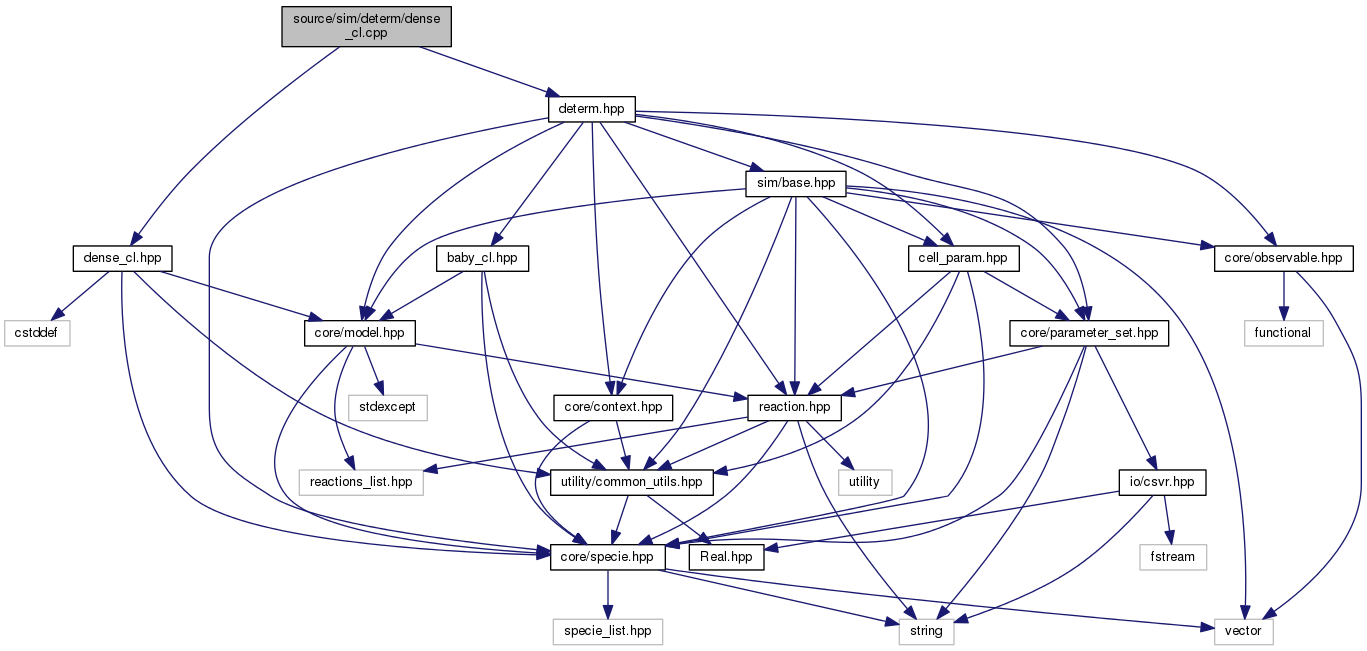 source/sim/determ/dense
_cl.cpp
determ.hpp
sim/base.hpp
dense_cl.hpp
baby_cl.hpp
cell_param.hpp
core/observable.hpp
cstddef
core/model.hpp
core/parameter_set.hpp
functional
stdexcept
core/context.hpp
reaction.hpp
reactions_list.hpp
utility/common_utils.hpp
utility
io/csvr.hpp
core/specie.hpp
Real.hpp
fstream
specie_list.hpp
string
vector